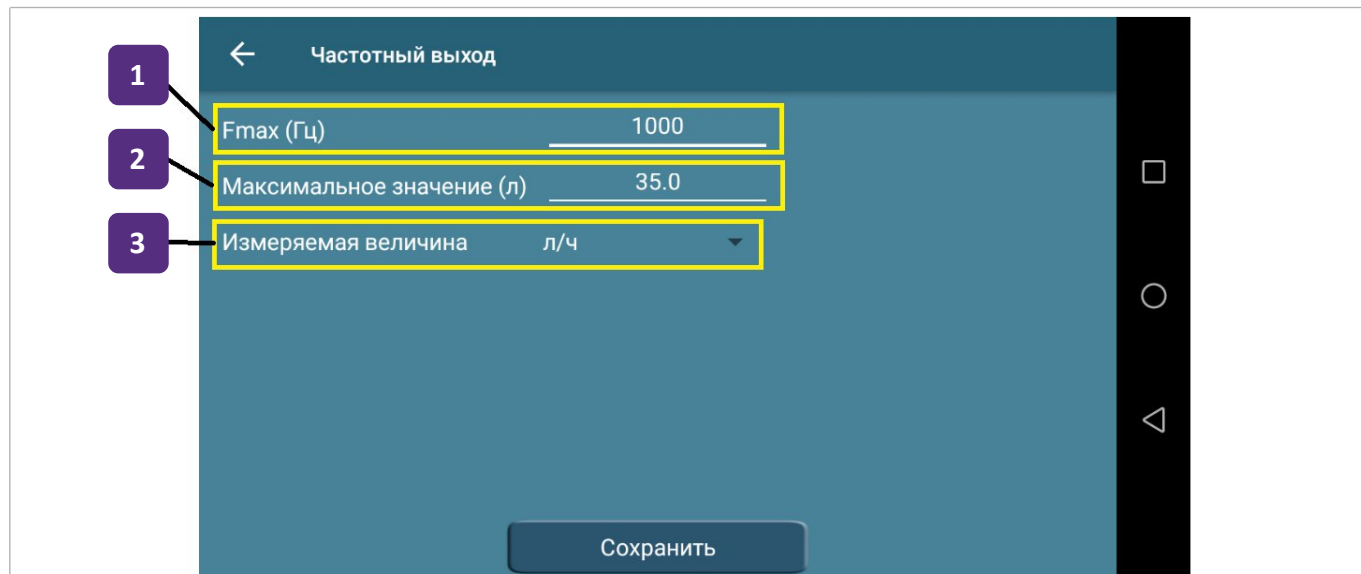 Частотный выход
1
Fmax (Гц) 1000
2
Максимальное значение (л) 35.0
3
Измеряемая величина л/ч
Сохранить